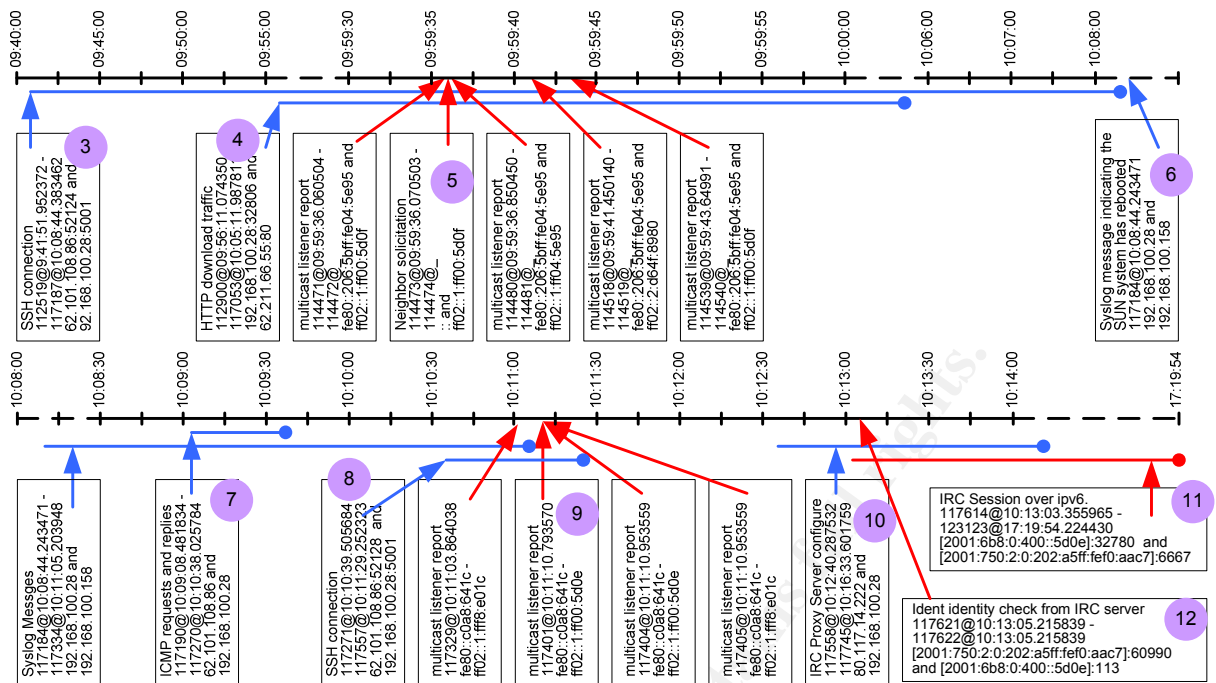 09:40:00
09:45:00
09:50:00
09:55:00
09:59:30
09:59:35
09:59:40
09:59:45
09:59:50
09:59:55
10:00:00
10:06:00
10:07:00
10:08:00
3
SSH connection
112519@9:41:51.952372 -
117187@10:08:44.383462
62.101.108.86:52124 and
92.168.100.28:5001
4
HTTP download traffic
112900@09:56:11.074350
117053@10:05:11.98781
192.168.100.28:32806 and
62.211.66.55:80
multicast listener report
114471@09:59:36.060504 -
114472@_
fe80::206:5bff:fe04:5e95 and
ff02::1:ff00:5d0f
5
Neighbor solicitation
114473@09:59:36.070503 -
114474@_
:: and
ff02::1:ff00:5d0f
multicast listener report
114480@09:59:36.850450 -
114481@_
fe80::206:5bff:fe04:5e95 and
ff02::1:ff04:5e95
multicast listener report
114518@09:59:41.450140 -
114519@_
fe80::206:5bff:fe04:5e95 and
ff02::2:d64f:8980
multicast listener report
114539@09:59:43.64991 -
114540@_
fe80::206:5bff:fe04:5e95 and
ff02::1:ff00:5d0f
6
Syslog message indicating the
SUN system has rebooted
117184@10:08:44.243471
192.168.100.28 and
192.168.100.158
10:08:00
10:08:30
10:09:00
10:09:30
10:10:00
10:10:30
10:11:00
10:11:30
10:12:00
10:12:30
10:13:00
10:13:30
10:14:00
17:19:54
Syslog Messges
117184@10:08:44.243471 -
117334@10:11:05.203948
192.168.100.28 and
192.168.100.158
7
ICMP requests and replies
117190@10:09:08.481834 -
117270@10:10:38.025784
62.101.108.86 and
192.168.100.28
8
SSH connection
117271@10:10:39.505684
117557@10:11:29.252323
62.101.108.86:52128 and
192.168.100.28:5001
multicast listener report
117329@10:11:03.864038
fe80::c0a8:641c -
ff02::1:fff8:e01c
9
multicast listener report
117401@10:11:10.793570
fe80::c0a8:641c -
ff02::1:ff00:5d0e
multicast listener report
117404@10:11:10.953559
fe80::c0a8:641c -
ff02::1:ff00:5d0e
multicast listener report
117405@10:11:10.953559
fe80::c0a8:641c -
ff02::1:fff8:e01c
10
IRC Proxy Server configure
117558@10:12:40.287532
117745@10:16:33.601759
80.117.14.222 and
192.168.100.28
11
IRC Session over ipv6.
117614@10:13:03.355965 -
123123@17:19:54.224430
[2001:6b8:0:400::5d0e]:32780 and
[2001:750:2:0:202:a5ff:fef0:aac7]:6667
12
Ident identity check from IRC server
117621@10:13:05.215839 -
117622@10:13:05.215839
[2001:750:2:0:202:a5ff:fef0:aac7]:60990
and [2001:6b8:0:400::5d0e]:113
rights.